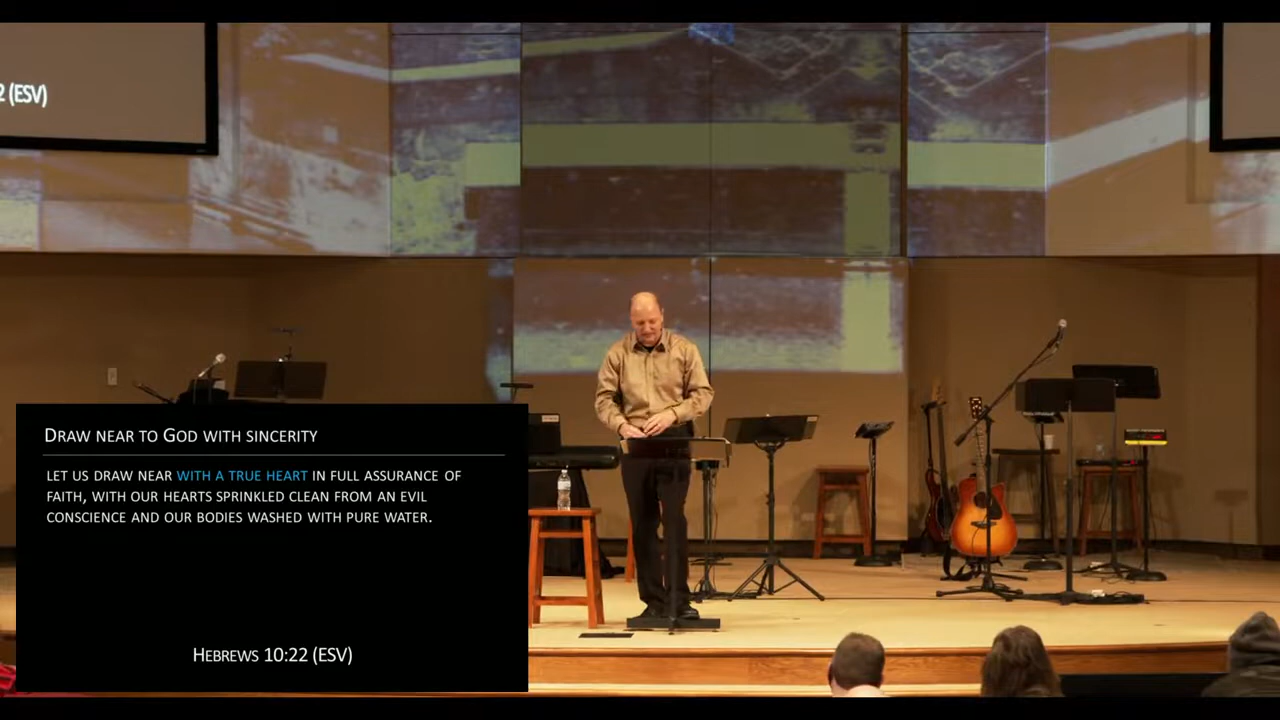 2 (ESV)
DRAW NEAR TO GOD WITH SINCERITY
LET US DRAW NEAR WITH A TRUE HEART IN FULL ASSURANCE OF
FAITH, WITH OUR HEARTS SPRINKLED CLEAN FROM AN EVIL
CONSCIENCE AND OUR BODIES WASHED WITH PURE WATER.
HEBREWS 10:22 (ESV)